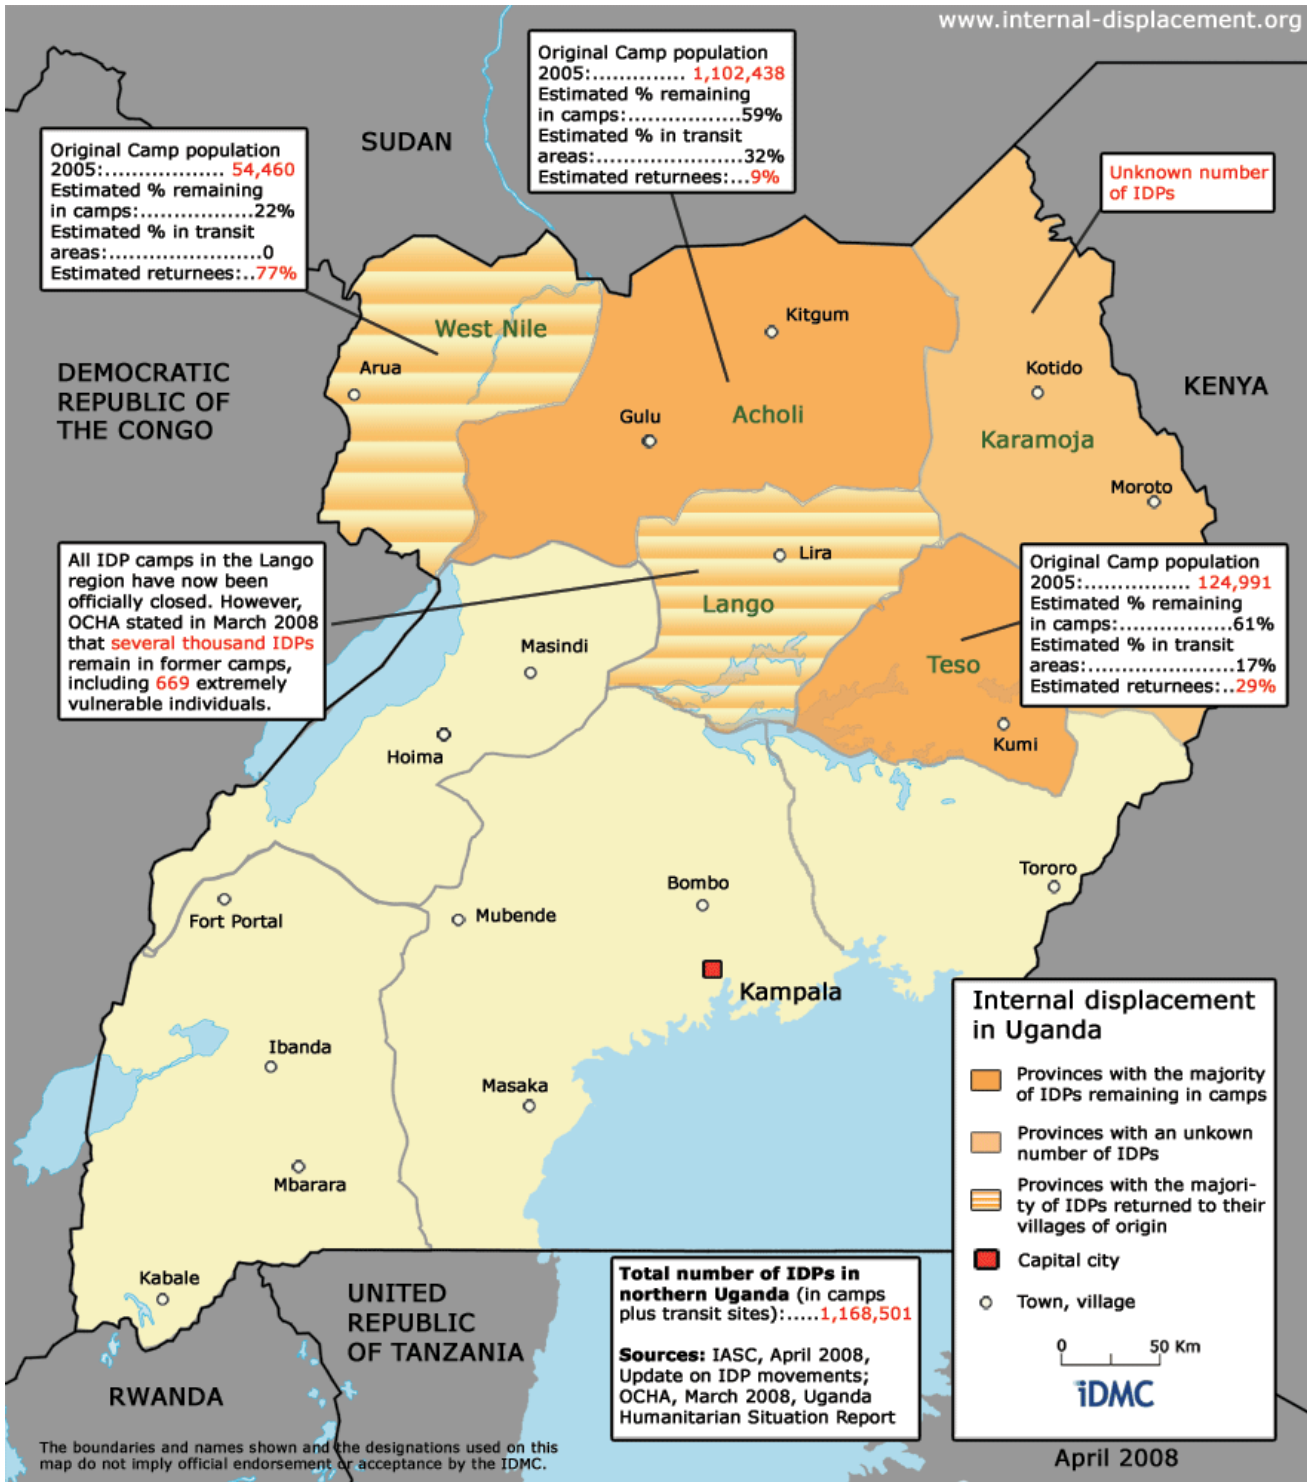 www.internal-displacement.org
Original Camp population
2005:.............. 1,102,438
Estimated % remaining
in camps:.................59%
Estimated % in transit
areas:......................32%
Estimated returnees:...9%
SUDAN
Original Camp population
2005:.................. 54,460
Estimated % remaining
in camps:.................22%
Estimated % in transit
areas:.......................0
Estimated returnees:..77%
Unknown number
of IDPs
West Nile
Arua
Kitgum
Gulu
Acholi
Kotido
Karamoja
Moroto
KENYA
DEMOCRATIC
REPUBLIC OF
THE CONGO
All IDP camps in the Lango
region have now been
officially closed. However,
OCHA stated in March 2008
that several thousand IDPs
remain in former camps,
including 669 extremely
vulnerable individuals.
Lira
Lango
Original Camp population
2005:................ 124,991
Estimated % remaining
in camps:.................61%
Estimated % in transit
areas:......................17%
Estimated returnees:..29%
Teso
Kumi
Masindi
Hoima
Tororo
Bombo
Fort Portal
Mubende
Kampala
Ibanda
Masaka
Mbarara
Kabale
Internal displacement
in Uganda
Provinces with the majority
of IDPs remaining in camps
Provinces with an unkown
number of IDPs
Provinces with the majori-
ty of IDPs returned to their
villages of origin
Capital city
Town, village
0 50 Km
iDMC
UNITED
REPUBLIC
OF TANZANIA
RWANDA
Total number of IDPs in
northern Uganda (in camps
plus transit sites):.....1,168,501
Sources: IASC, April 2008,
Update on IDP movements;
OCHA, March 2008, Uganda
Humanitarian Situation Report
The boundaries and names shown and the designations used on this
map do not imply official endorsement or acceptance by the IDMC.
April 2008